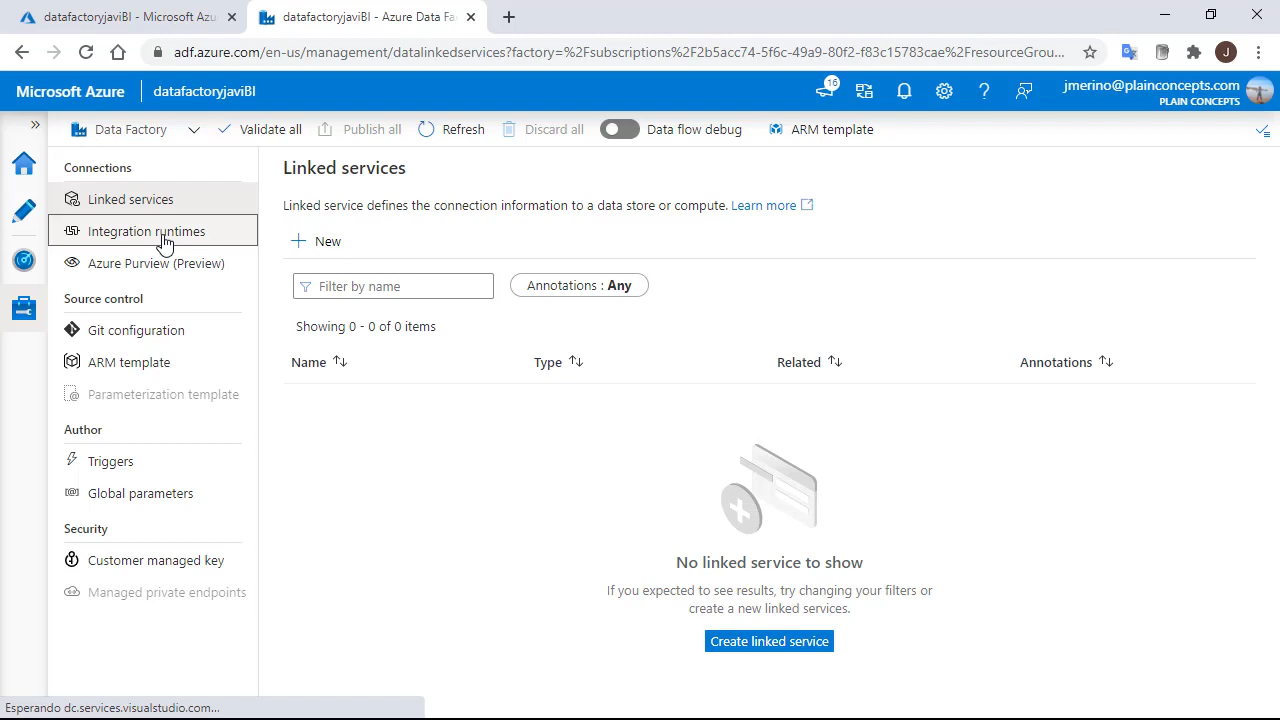 datafactoryjaviBI - Microsoft Azu
datafactoryjaviBI - Azure Data Fa
adf.azure.com/en-us/management/datalinkedservices?factory=%2Fsubscriptions%2F2b5acc74-5f6c-49a9-80f2-f83c15783cae%2FresourceGrou...
J
Microsoft Azure
datafactoryjaviBI
16
jmerino@plainconcepts.com
PLAIN CONCEPTS
Data Factory
Validate all
Publish all
Refresh
Discard all
Data flow debug
ARM template
Connections
Linked services
Integration runtimes
Azure Purview (Preview)
Source control
Git configuration
ARM template
Parameterization template
Author
Triggers
Global parameters
Security
Customer managed key
Managed private endpoints
Linked services
Linked service defines the connection information to a data store or compute. Learn more
New
Filter by name
Annotations : Any
Showing 0 - 0 of 0 items
Name Type Related Annotations
No linked service to show
If you expected to see results, try changing your filters or
create a new linked services.
Create linked service
Esperando dc.services.visualstudio.com...